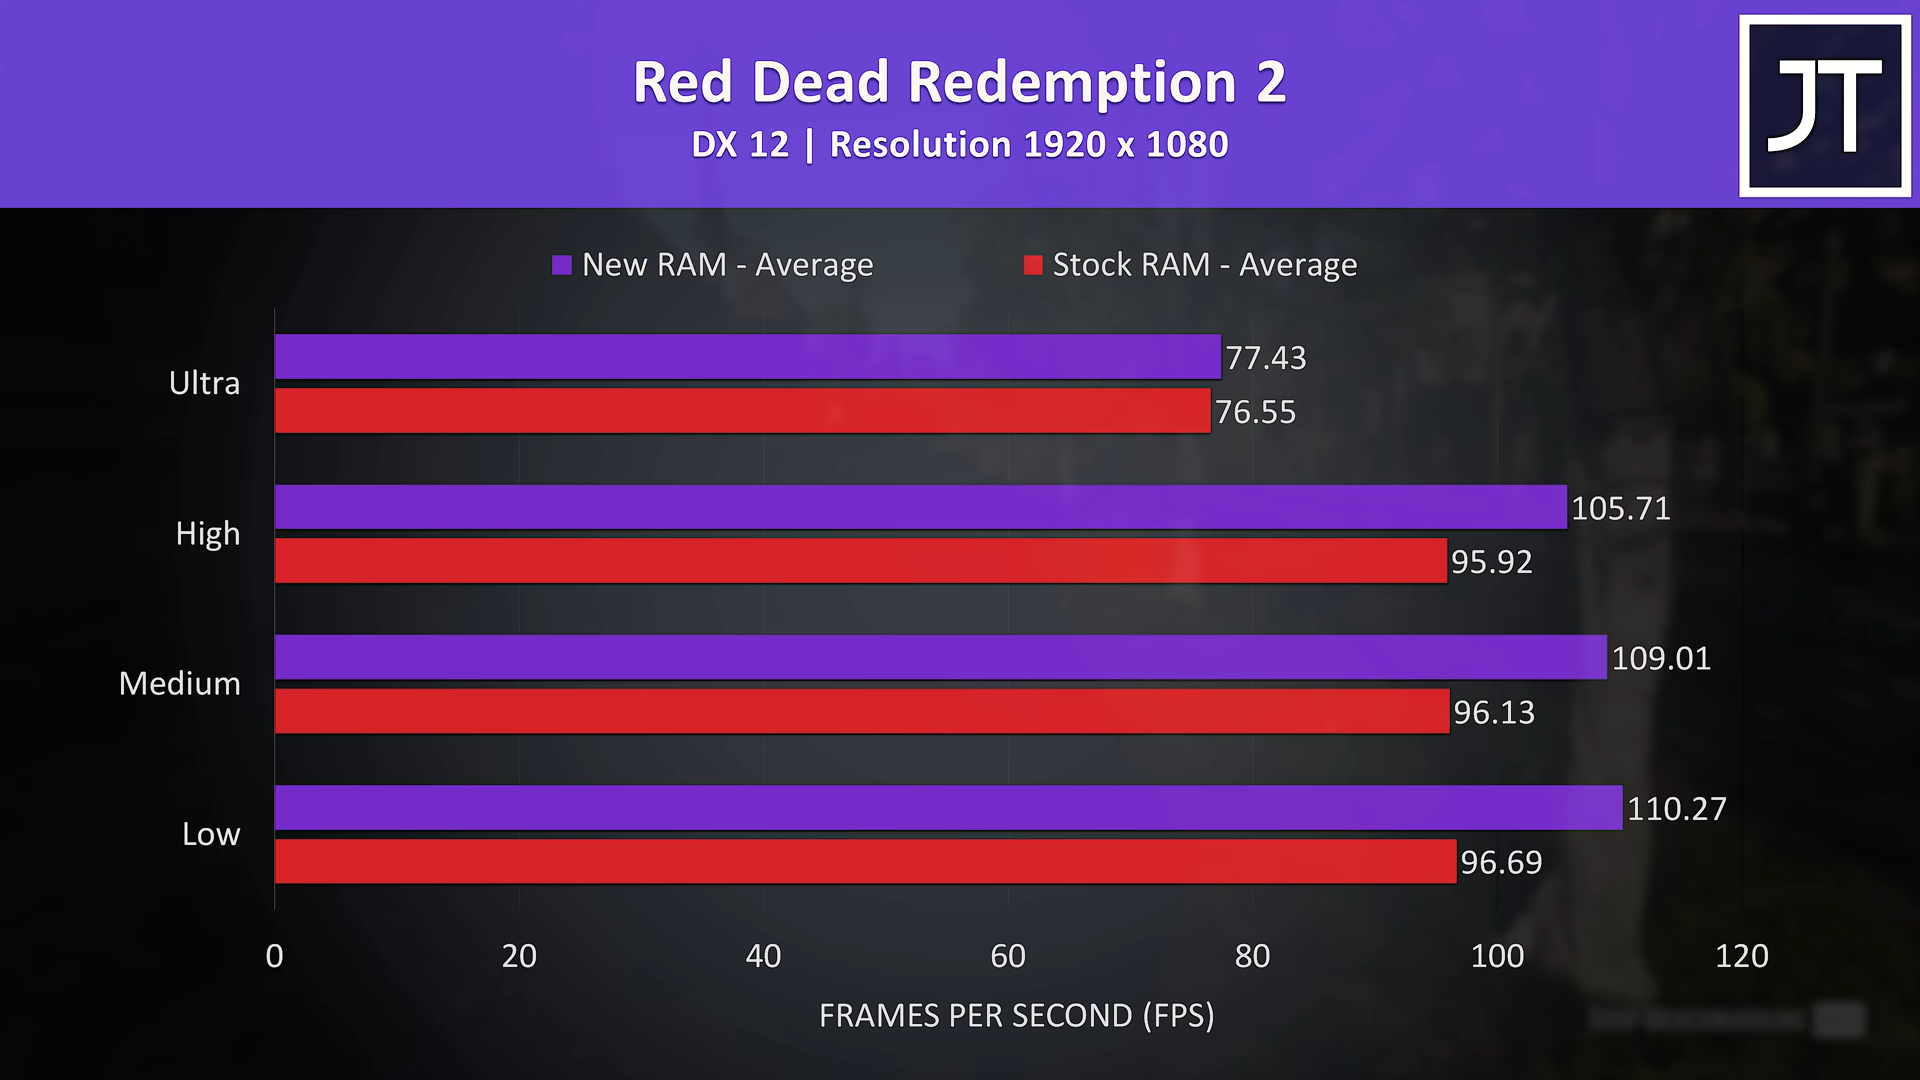 Red Dead Redemption 2
DX 12 | Resolution 1920 x 1080
JT
New RAM - Average
Stock RAM - Average
Ultra
77.43
76.55
High
105.71
95.92
Medium
109.01
96.13
Low
110.27
96.69
0 20 40 60 80 100 120
FRAMES PER SECOND (FPS)